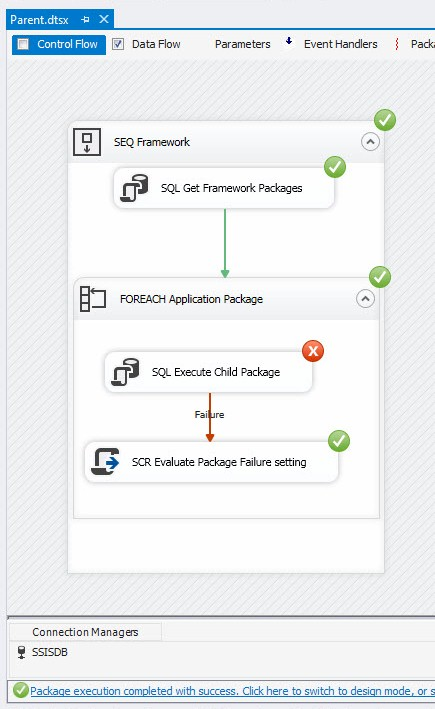 Parent.dtsx
Control Flow Data Flow Parameters Event Handlers Packa
SEQ Framework
SQL Get Framework Packages
FOREACH Application Package
SQL Execute Child Package
Failure
SCR Evaluate Package Failure setting
Connection Managers
SSISDB
Package execution completed with success. Click here to switch to design mode, or s